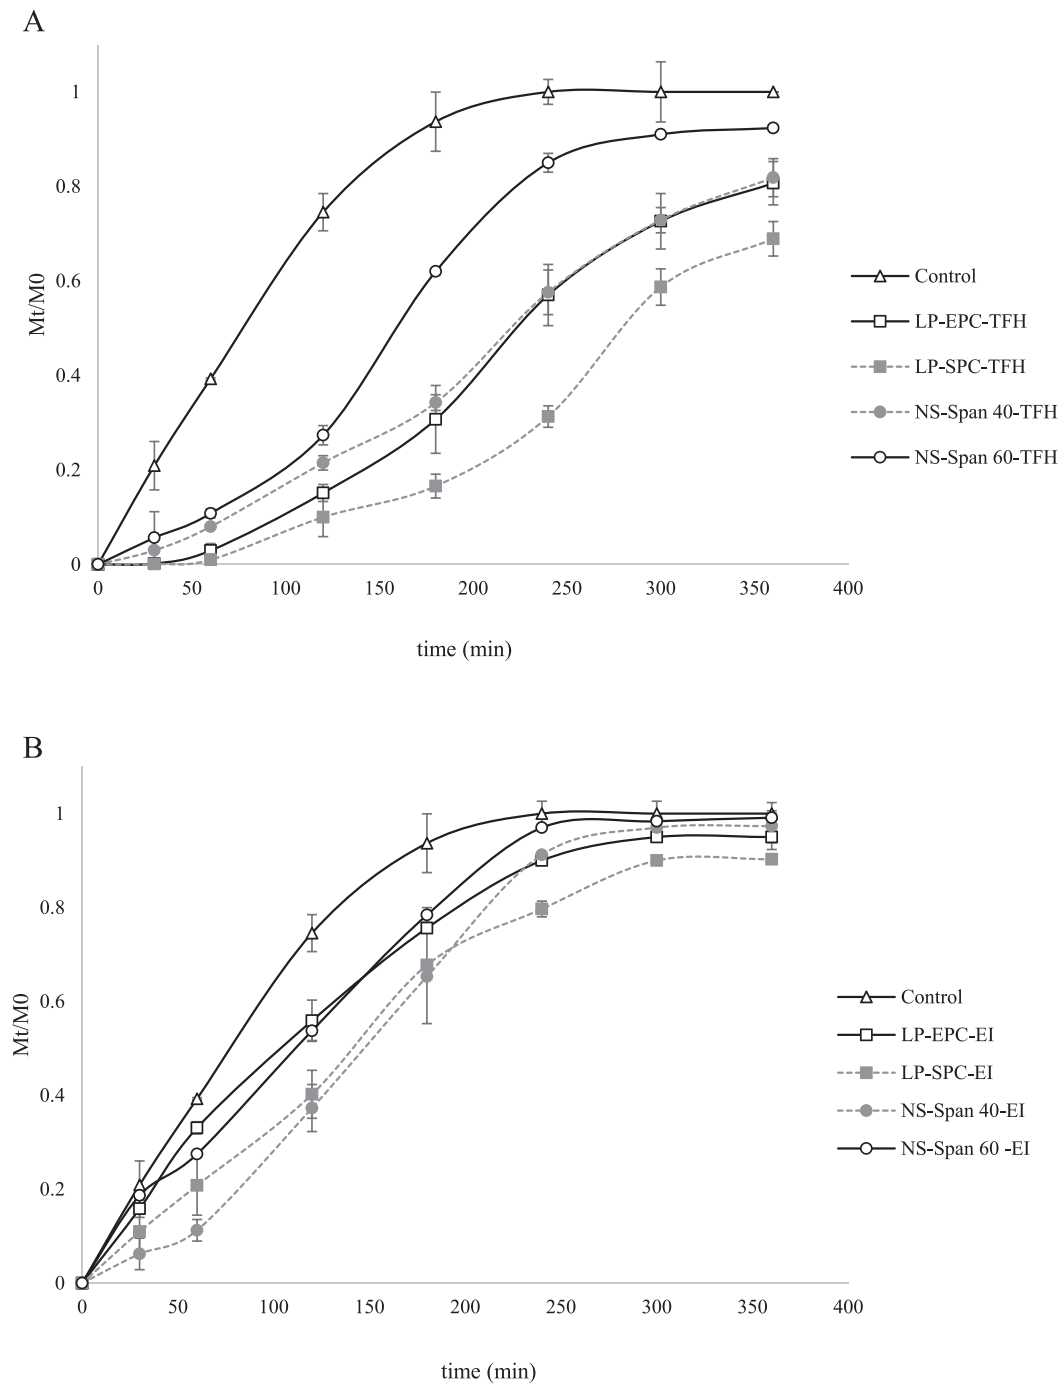 A
1
0.8
0.6
0.4
0.2
0
Mt/M0
0 50 100 150 200 250 300 350 400
time (min)
Control
LP-EPC-TFH
LP-SPC-TFH
NS-Span 40-TFH
NS-Span 60-TFH
B
1
0.8
0.6
0.4
0.2
0
Mt/M0
0 50 100 150 200 250 300 350 400
time (min)
Control
LP-EPC-EI
LP-SPC-EI
NS-Span 40-EI
NS-Span 60 -EI